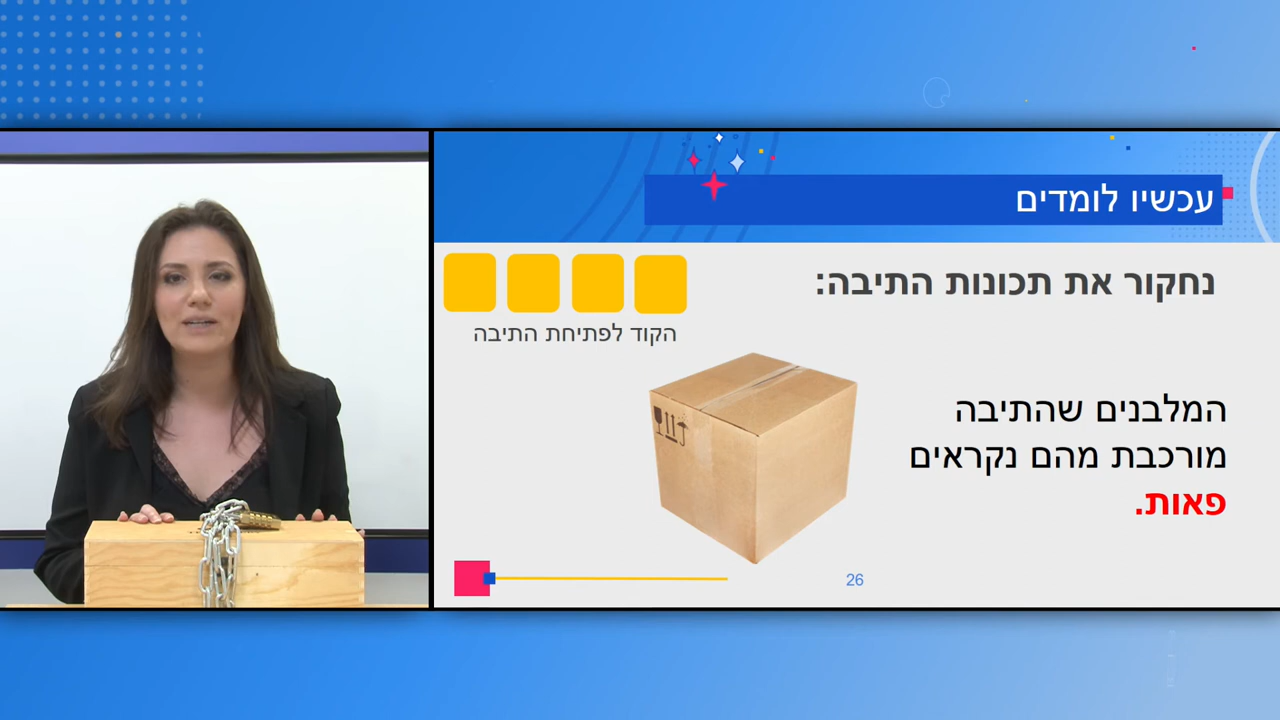 עכשיו לומדים
נחקור את תכונות התיבה:
הקוד לפתיחת התיבה
המלבנים שהתיבה
מורכבת מהם נקראים
פאות.
26